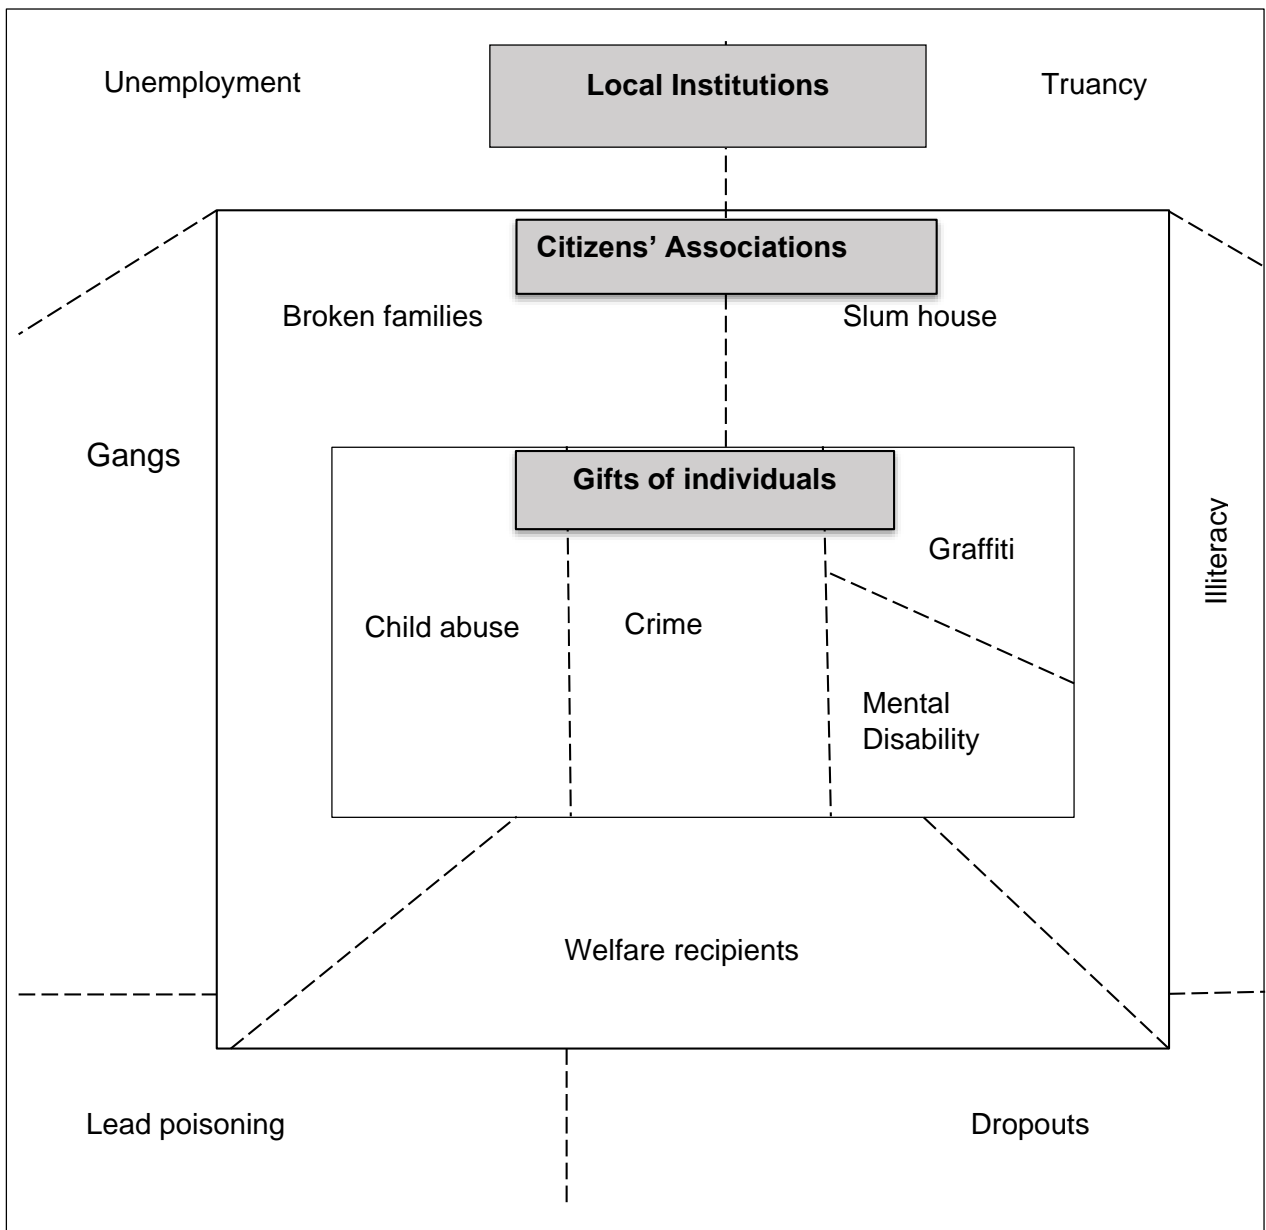 Unemployment
Local Institutions
Truancy
Citizens’ Associations
Broken families
Slum house
Gangs
Gifts of individuals
Graffiti
Illiteracy
Child abuse
Crime
Mental
Disability
Welfare recipients
Lead poisoning
Dropouts